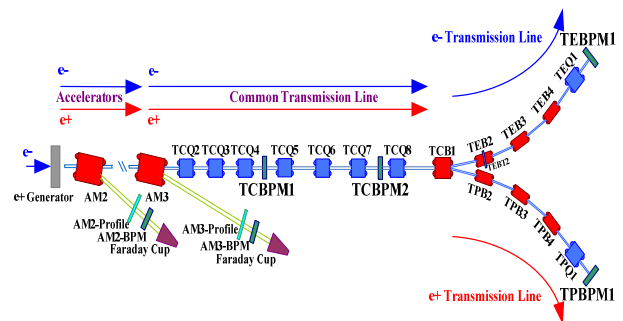 e- Transmission Line
TEBPM1
e-
e-
Accelerators
Common Transmission Line
e+
e+
TEQ1
TEB4
TEB3
TEB2
TEBT2
TCQ2
TCQ3
TCQ4
TCQ5
TCQ6
TCQ7
TCQ8
TCB1
e-
e+Generator
AM2
AM3
TCBPM1
TCBPM2
TPB2
TPB3
TPB4
TPQ1
AM2-Profile
AM2-BPM
Faraday Cup
AM3-Profile
AM3-BPM
Faraday Cup
e+ Transmission Line
TPBPM1